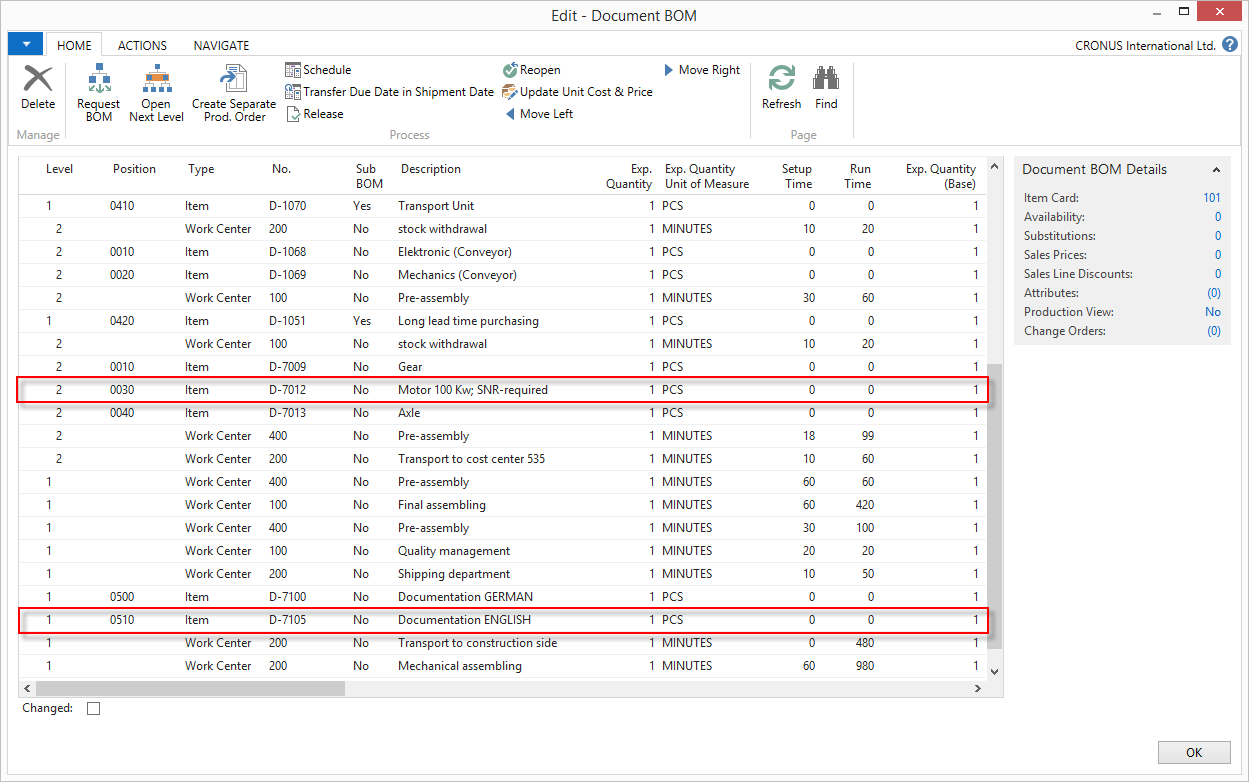 Edit - Document BOM
HOME ACTIONS NAVIGATE CRONUS International Ltd. ?
Delete
Manage
Request BOM
Open Next Level
Create Separate Prod. Order
Schedule
Transfer Due Date in Shipment Date
Release
Reopen
Update Unit Cost & Price
Move Left
Move Right
Process
Refresh
Find
Page
Level Position Type No. Sub BOM Description Exp. Quantity Exp. Quantity Unit of Measure Setup Time Run Time Exp. Quantity (Base)
1 0410 Item D-1070 Yes Transport Unit 1 PCS 0 0 1
2 Work Center 200 No stock withdrawal 1 MINUTES 10 20 1
2 0010 Item D-1068 No Elektronic (Conveyor) 1 PCS 0 0 1
2 0020 Item D-1069 No Mechanics (Conveyor) 1 PCS 0 0 1
2 Work Center 100 No Pre-assembly 1 MINUTES 30 60 1
1 0420 Item D-1051 Yes Long lead time purchasing 1 PCS 0 0 1
2 Work Center 100 No stock withdrawal 1 MINUTES 10 20 1
2 0010 Item D-7009 No Gear 1 PCS 0 0 1
2 0030 Item D-7012 No Motor 100 Kw; SNR-required 1 PCS 0 0 1
2 0040 Item D-7013 No Axle 1 PCS 0 0 1
2 Work Center 400 No Pre-assembly 1 MINUTES 18 99 1
2 Work Center 200 No Transport to cost center 535 1 MINUTES 10 60 1
1 Work Center 400 No Pre-assembly 1 MINUTES 60 60 1
1 Work Center 100 No Final assembling 1 MINUTES 60 420 1
1 Work Center 400 No Pre-assembly 1 MINUTES 30 100 1
1 Work Center 100 No Quality management 1 MINUTES 20 20 1
1 Work Center 200 No Shipping department 1 MINUTES 10 50 1
1 0500 Item D-7100 No Documentation GERMAN 1 PCS 0 0 1
1 0510 Item D-7105 No Documentation ENGLISH 1 PCS 0 0 1
1 Work Center 200 No Transport to construction side 1 MINUTES 0 480 1
1 Work Center 200 No Mechanical assembling 1 MINUTES 60 980 1
Changed:
Document BOM Details
Item Card: 101
Availability: 0
Substitutions: 0
Sales Prices: 0
Sales Line Discounts: 0
Attributes: (0)
Production View: No
Change Orders: (0)
OK